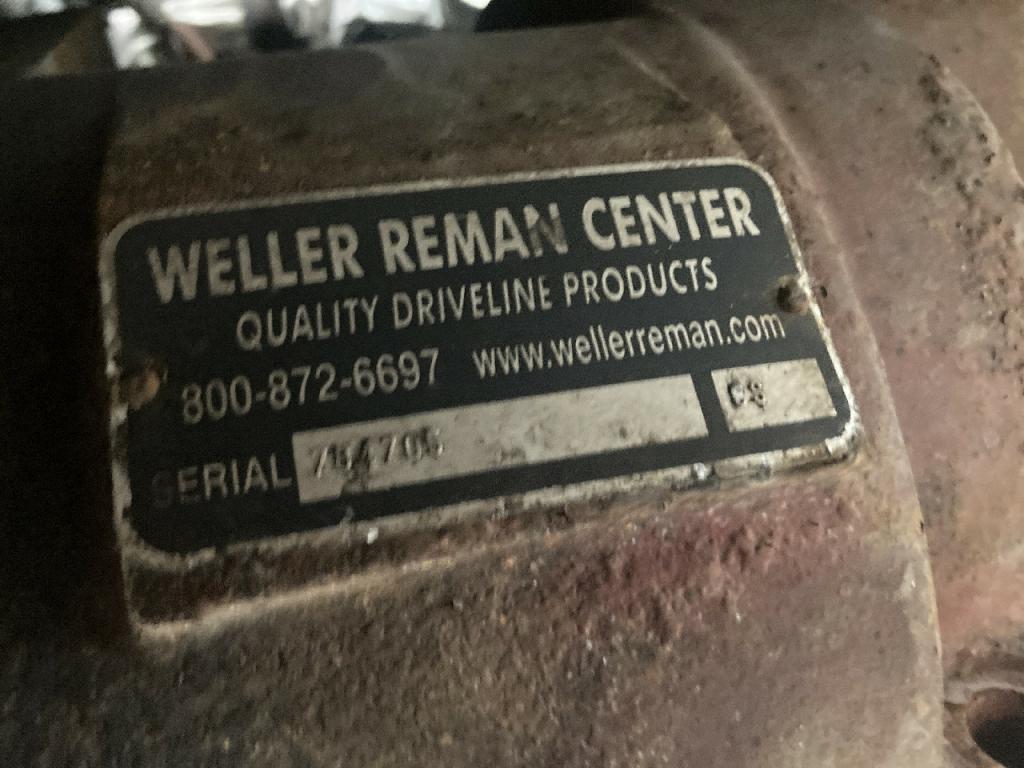 WELLER REMAN CENTER
QUALITY DRIVELINE PRODUCTS
800-872-6697 www.wellerreman.com
SERIAL